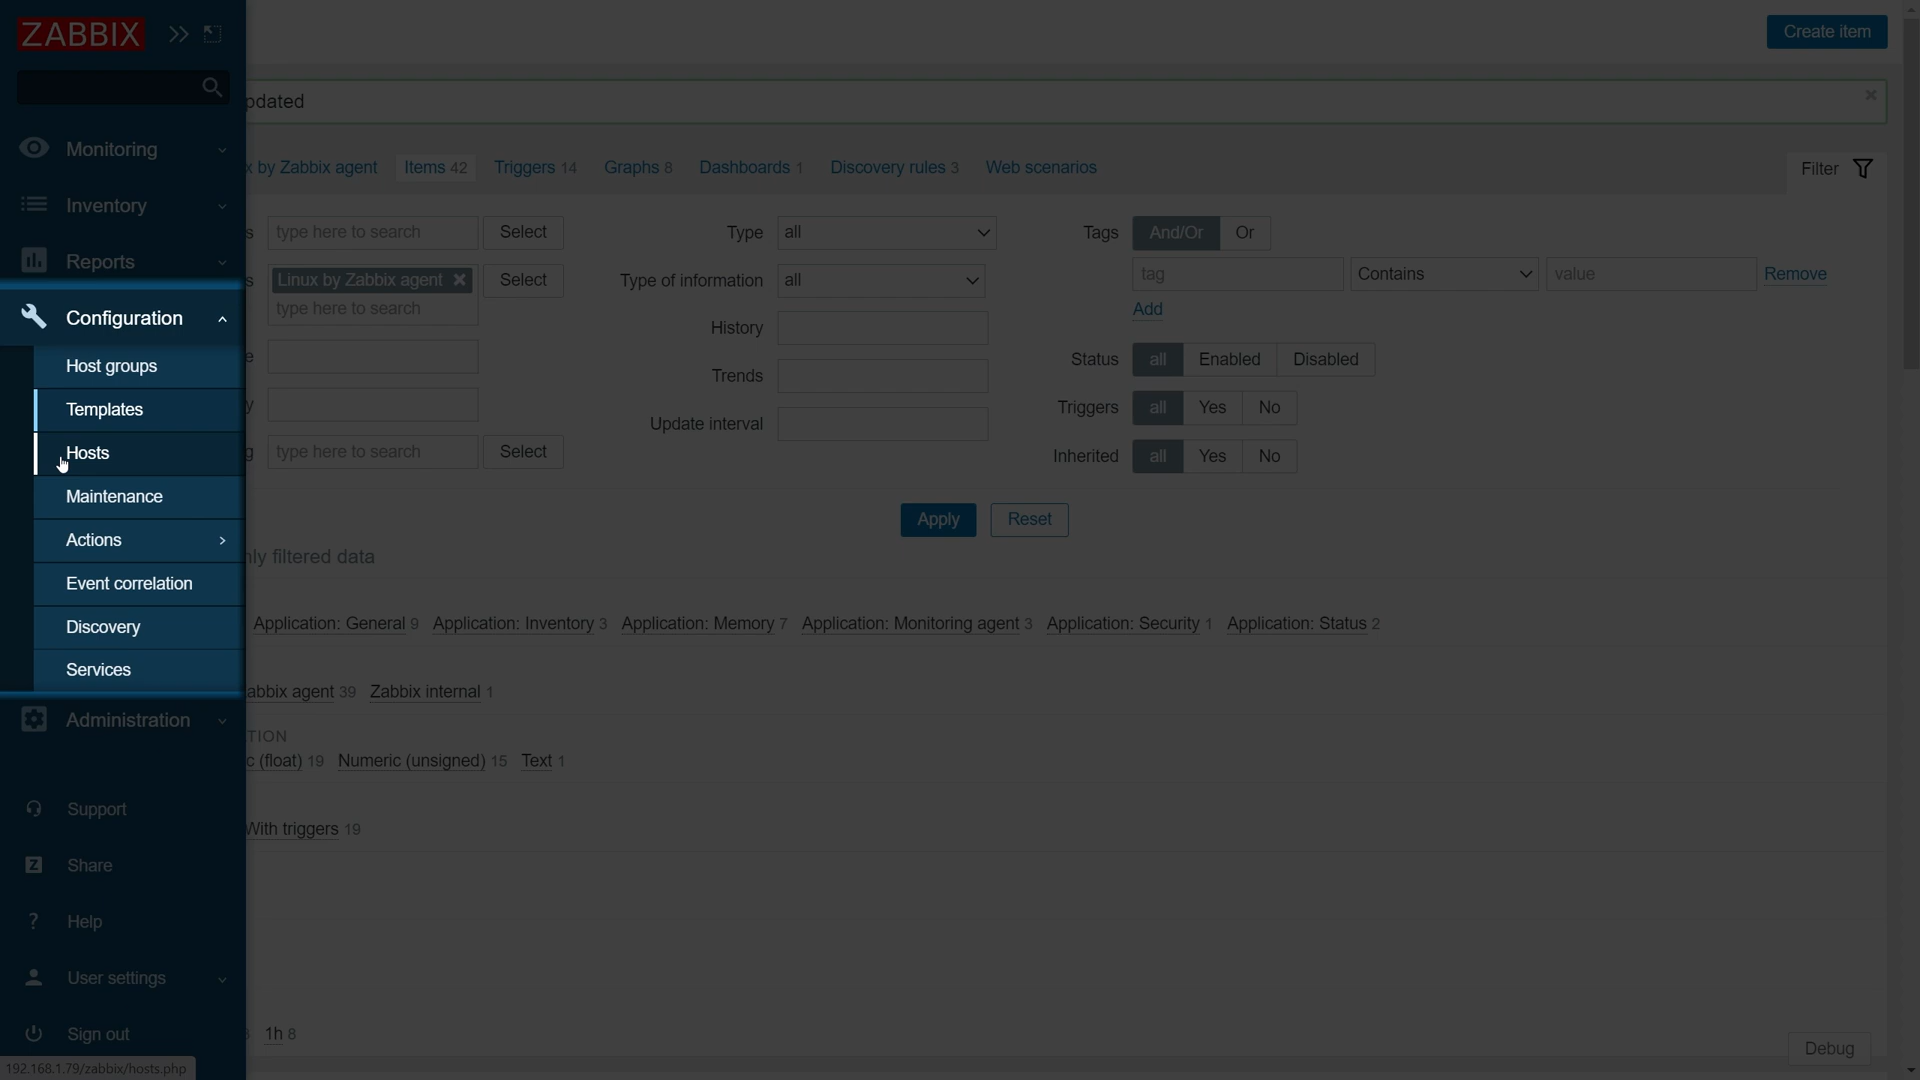 ZABBIX
Create item
pdated
Monitoring
x by Zabbix agent Items 42 Triggers 14 Graphs 8 Dashboards 1 Discovery rules 3 Web scenarios Filter
Inventory
s type here to search Select Type all Tags And/Or Or
Reports
s Linux by Zabbix agent Select Type of information all tag Contains value Remove
type here to search Add
Configuration
History
e Status all Enabled Disabled
Host groups
Trends
y Triggers all Yes No
Templates
Update interval
g type here to search Select Inherited all Yes No
Hosts
Maintenance
Apply Reset
Actions
nly filtered data
Event correlation
Discovery
Application: General 9 Application: Inventory 3 Application: Memory 7 Application: Monitoring agent 3 Application: Security 1 Application: Status 2
Services
abbix agent 39 Zabbix internal 1
Administration
TION
c (float) 19 Numeric (unsigned) 15 Text 1
Support
With triggers 19
Share
Help
User settings
Sign out
1h 8
Debug
192.168.1.79/zabbix/hosts.php